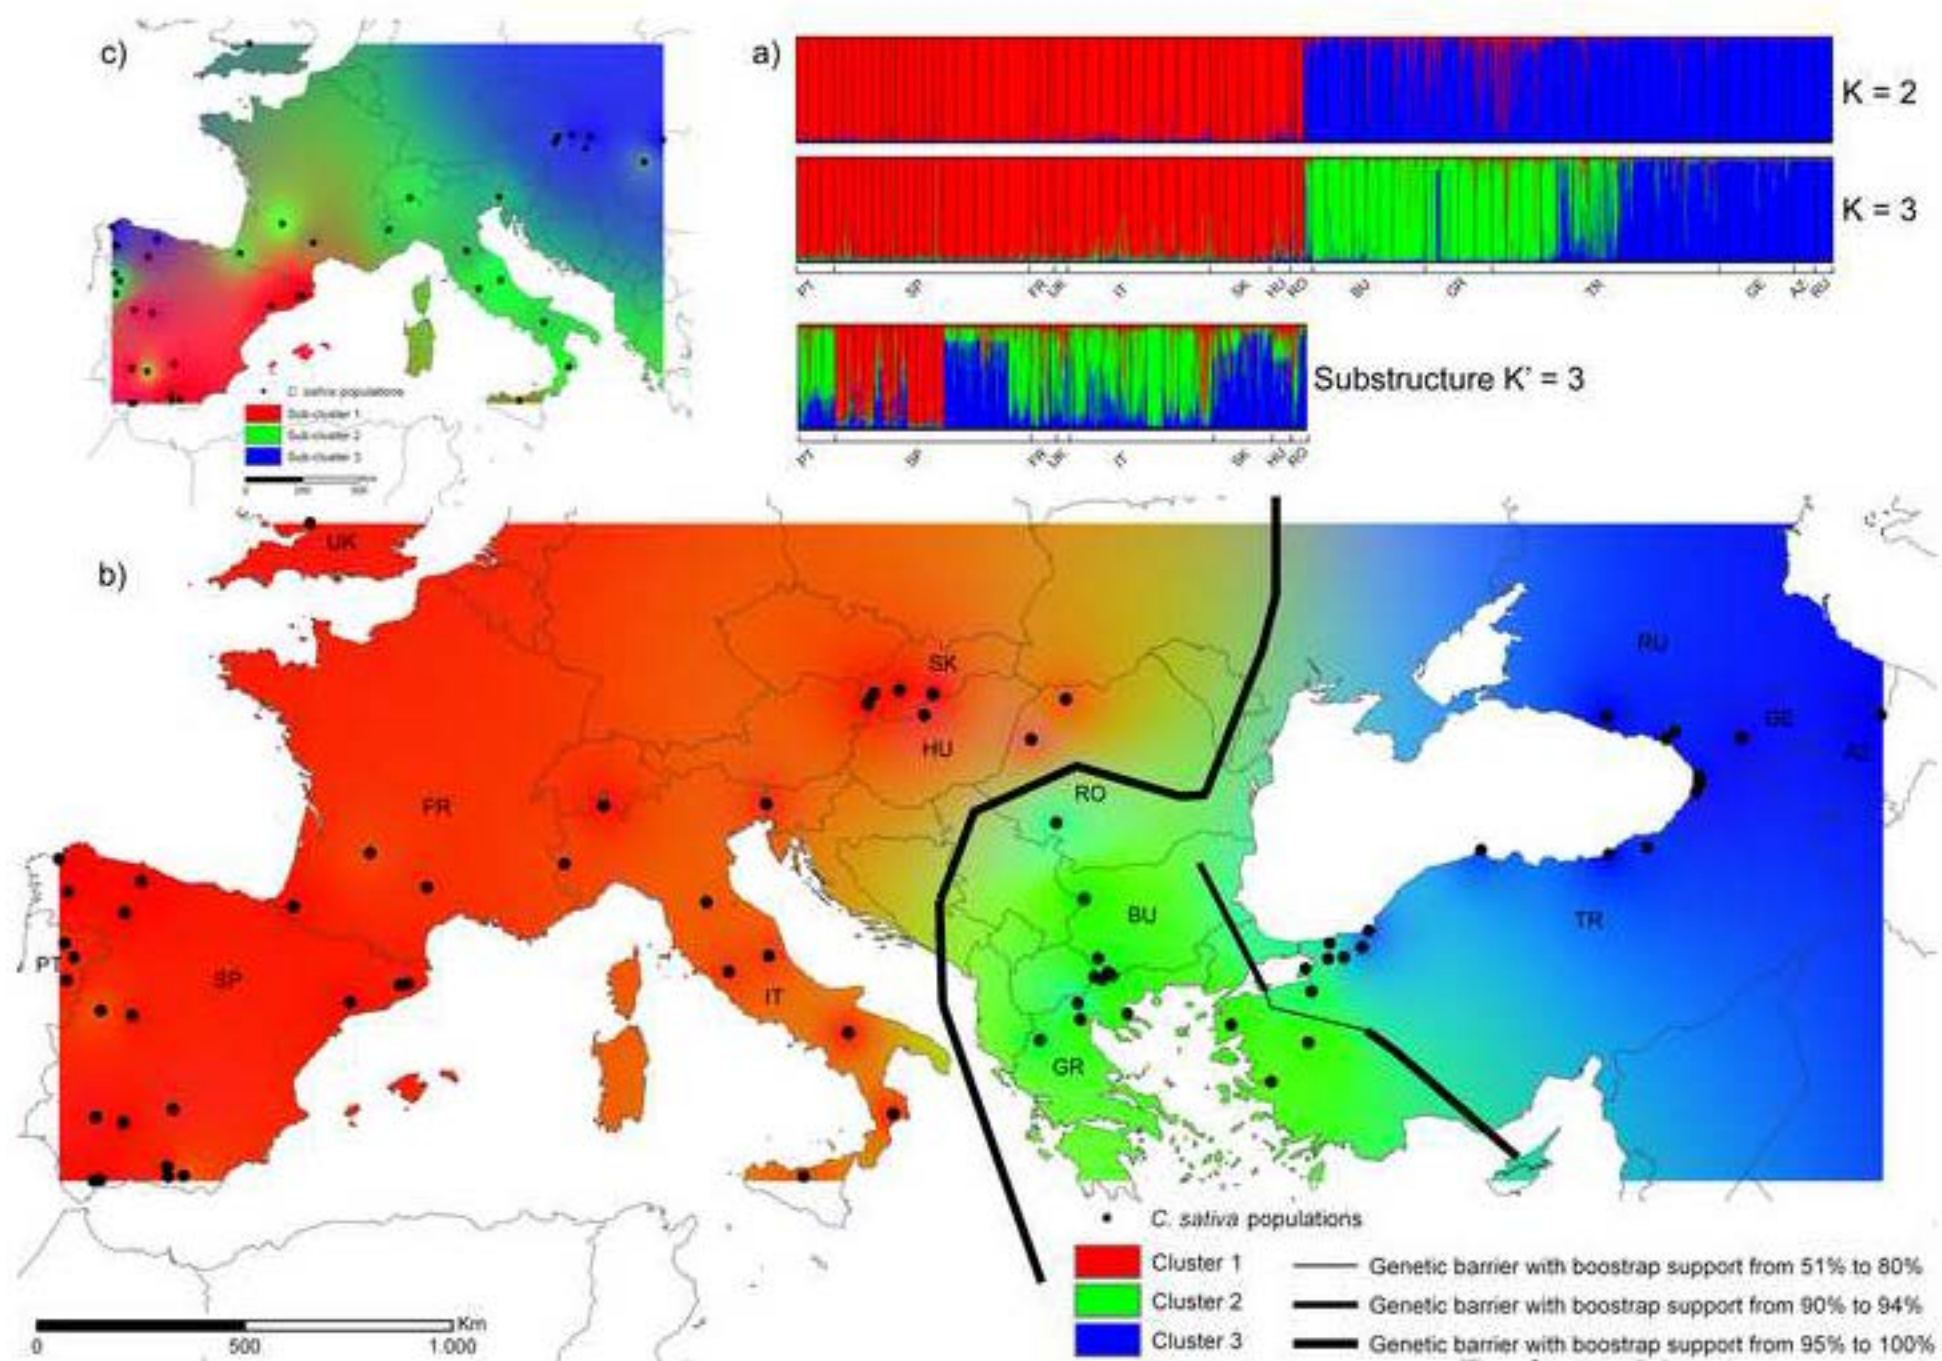 c)
C sativa populations
Sub-cluster 1
Sub-cluster 2
Sub-cluster 3
0
a)
K = 2
K = 3
PT SP FR UK IT SK HU RO BU GR TR GE AZ RU
Substructure K' = 3
PT SP FR UK IT SK HU RO
b)
UK
SK
HU
FR
RO
RU
GE
AZ
BU
TR
PT
SP
IT
GR
Km
0 500 1.000
C. sativa populations
Cluster 1
Cluster 2
Cluster 3
Genetic barrier with boostrap support from 51% to 80%
Genetic barrier with boostrap support from 90% to 94%
Genetic barrier with boostrap support from 95% to 100%